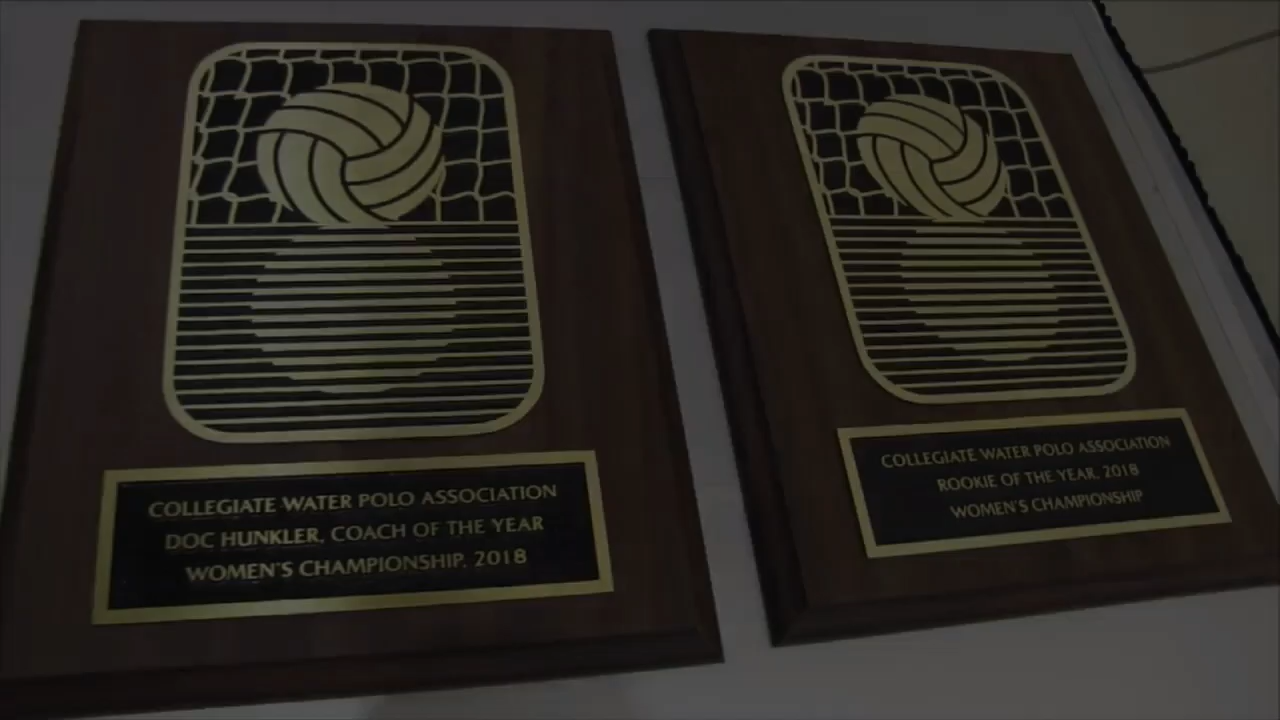 COLLEGIATE WATER POLO ASSOCIATION
DOC HUNKLER, COACH OF THE YEAR
WOMEN'S CHAMPIONSHIP, 2018
COLLEGIATE WATER POLO ASSOCIATION
ROOKIE OF THE YEAR, 2018
WOMEN'S CHAMPIONSHIP